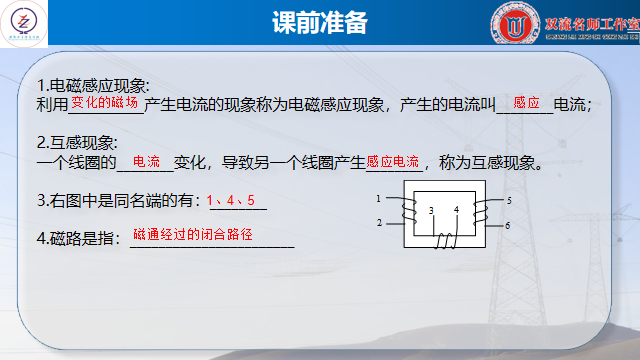 课前准备
双流名师工作室
1.电磁感应现象:
利用变化的磁场产生电流的现象称为电磁感应现象，产生的电流叫感应电流；
2.互感现象:
一个线圈的电流变化，导致另一个线圈产生感应电流，称为互感现象。
3.右图中是同名端的有：1、4、5
4.磁路是指：磁通经过的闭合路径
1
2
3
4
5
6